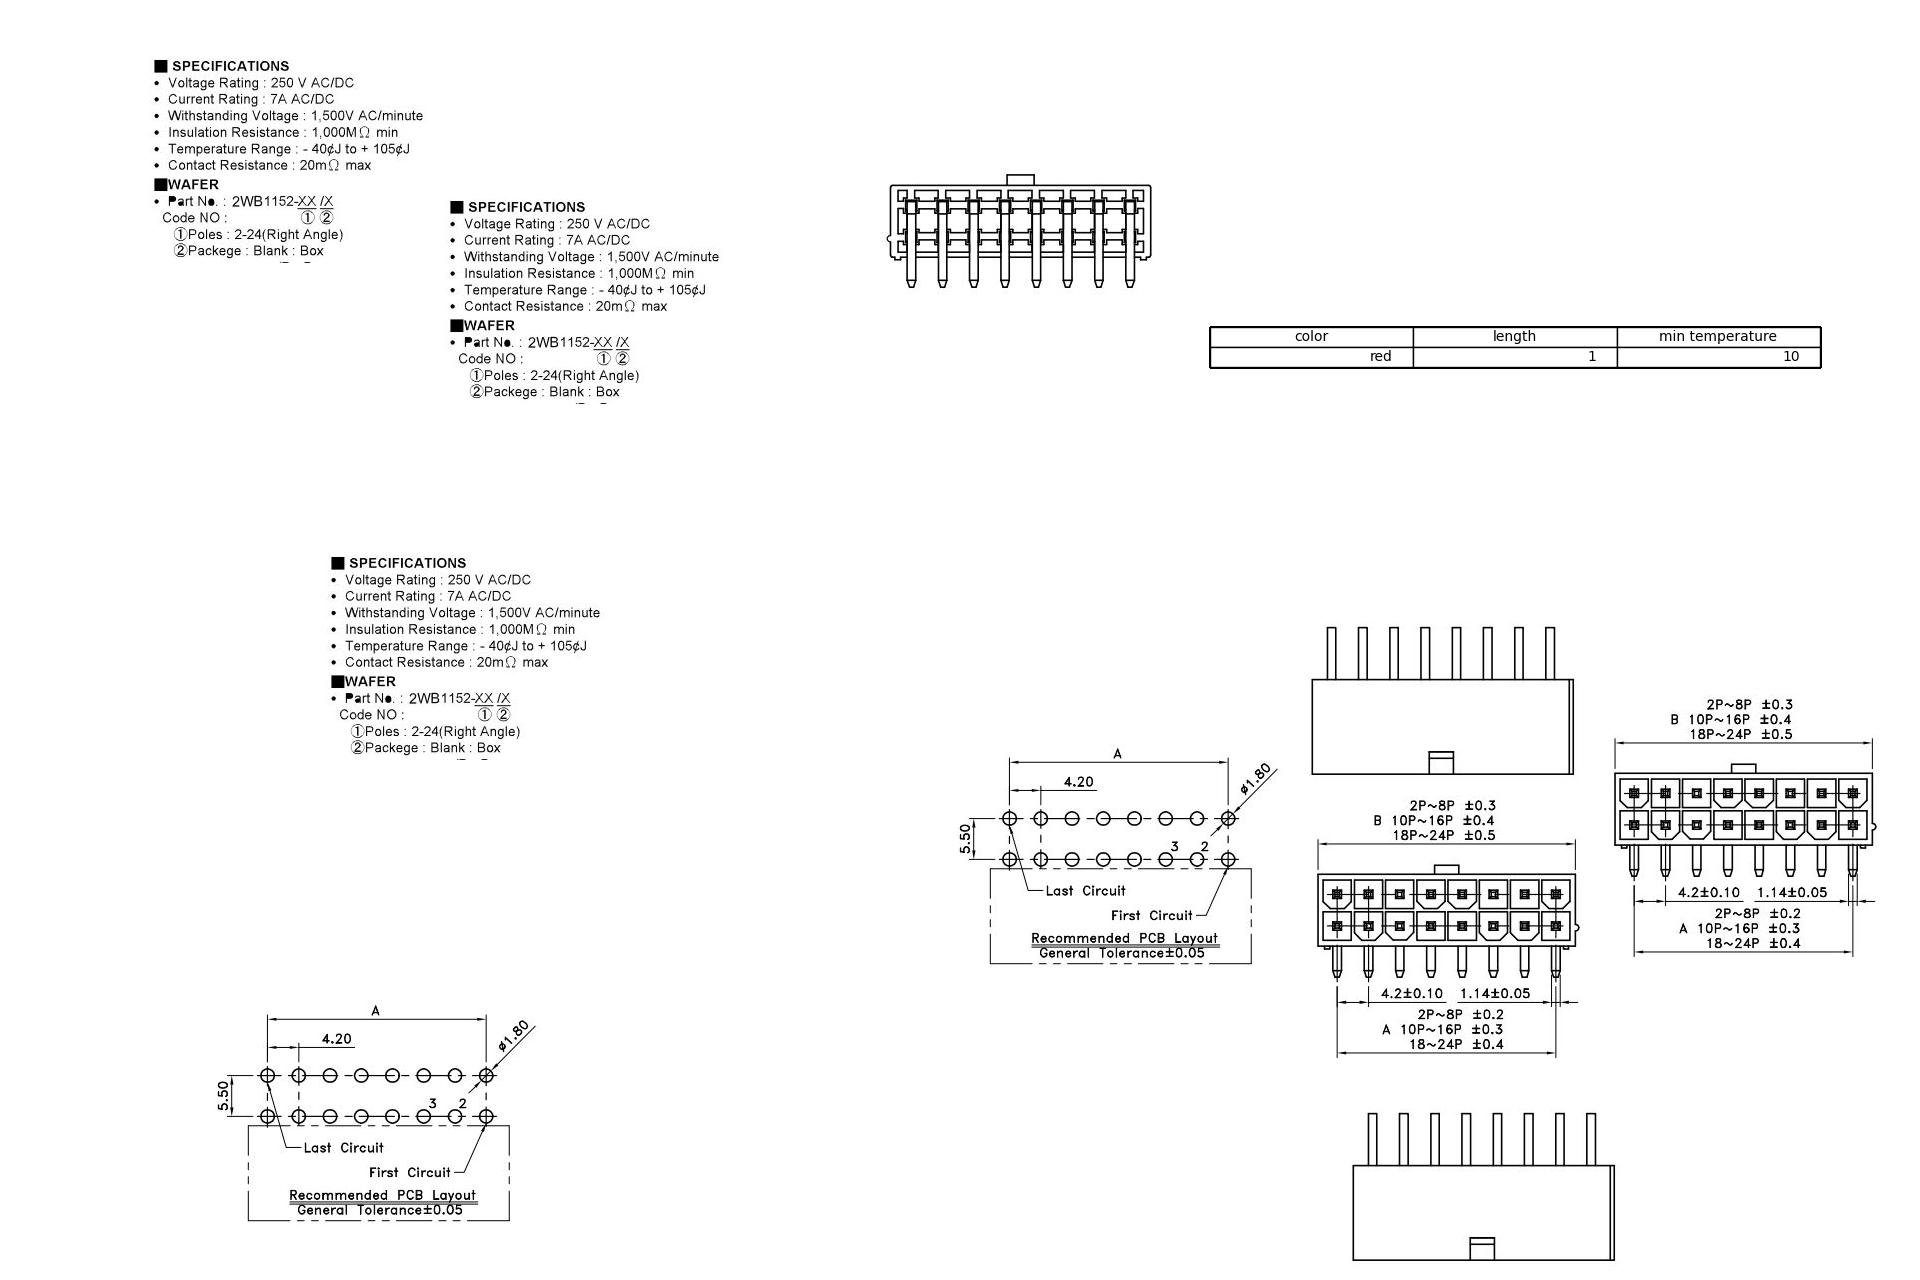 ■ SPECIFICATIONS
• Voltage Rating : 250 V AC/DC
• Current Rating : 7A AC/DC
• Withstanding Voltage : 1,500V AC/minute
• Insulation Resistance : 1,000MΩ min
• Temperature Range : - 40¢J to + 105¢J
• Contact Resistance : 20mΩ max
■WAFER
• Part No. : 2WB1152-XX /X
Code NO : ① ②
①Poles : 2-24(Right Angle)
②Packege : Blank : Box
■ SPECIFICATIONS
• Voltage Rating : 250 V AC/DC
• Current Rating : 7A AC/DC
• Withstanding Voltage : 1,500V AC/minute
• Insulation Resistance : 1,000MΩ min
• Temperature Range : - 40¢J to + 105¢J
• Contact Resistance : 20mΩ max
■WAFER
• Part No. : 2WB1152-XX /X
Code NO : ① ②
①Poles : 2-24(Right Angle)
②Packege : Blank : Box
color length min temperature
red 1 10
■ SPECIFICATIONS
• Voltage Rating : 250 V AC/DC
• Current Rating : 7A AC/DC
• Withstanding Voltage : 1,500V AC/minute
• Insulation Resistance : 1,000MΩ min
• Temperature Range : - 40¢J to + 105¢J
• Contact Resistance : 20mΩ max
■WAFER
• Part No. : 2WB1152-XX /X
Code NO : ① ②
①Poles : 2-24(Right Angle)
②Packege : Blank : Box
A
4.20
ø1.80
5.50
3 2
Last Circuit
First Circuit
Recommended PCB Layout
General Tolerance±0.05
2P~8P ±0.3
B 10P~16P ±0.4
18P~24P ±0.5
4.2±0.10 1.14±0.05
2P~8P ±0.2
A 10P~16P ±0.3
18~24P ±0.4
2P~8P ±0.3
B 10P~16P ±0.4
18P~24P ±0.5
4.2±0.10 1.14±0.05
2P~8P ±0.2
A 10P~16P ±0.3
18~24P ±0.4
A
4.20
ø1.80
5.50
3 2
Last Circuit
First Circuit
Recommended PCB Layout
General Tolerance±0.05